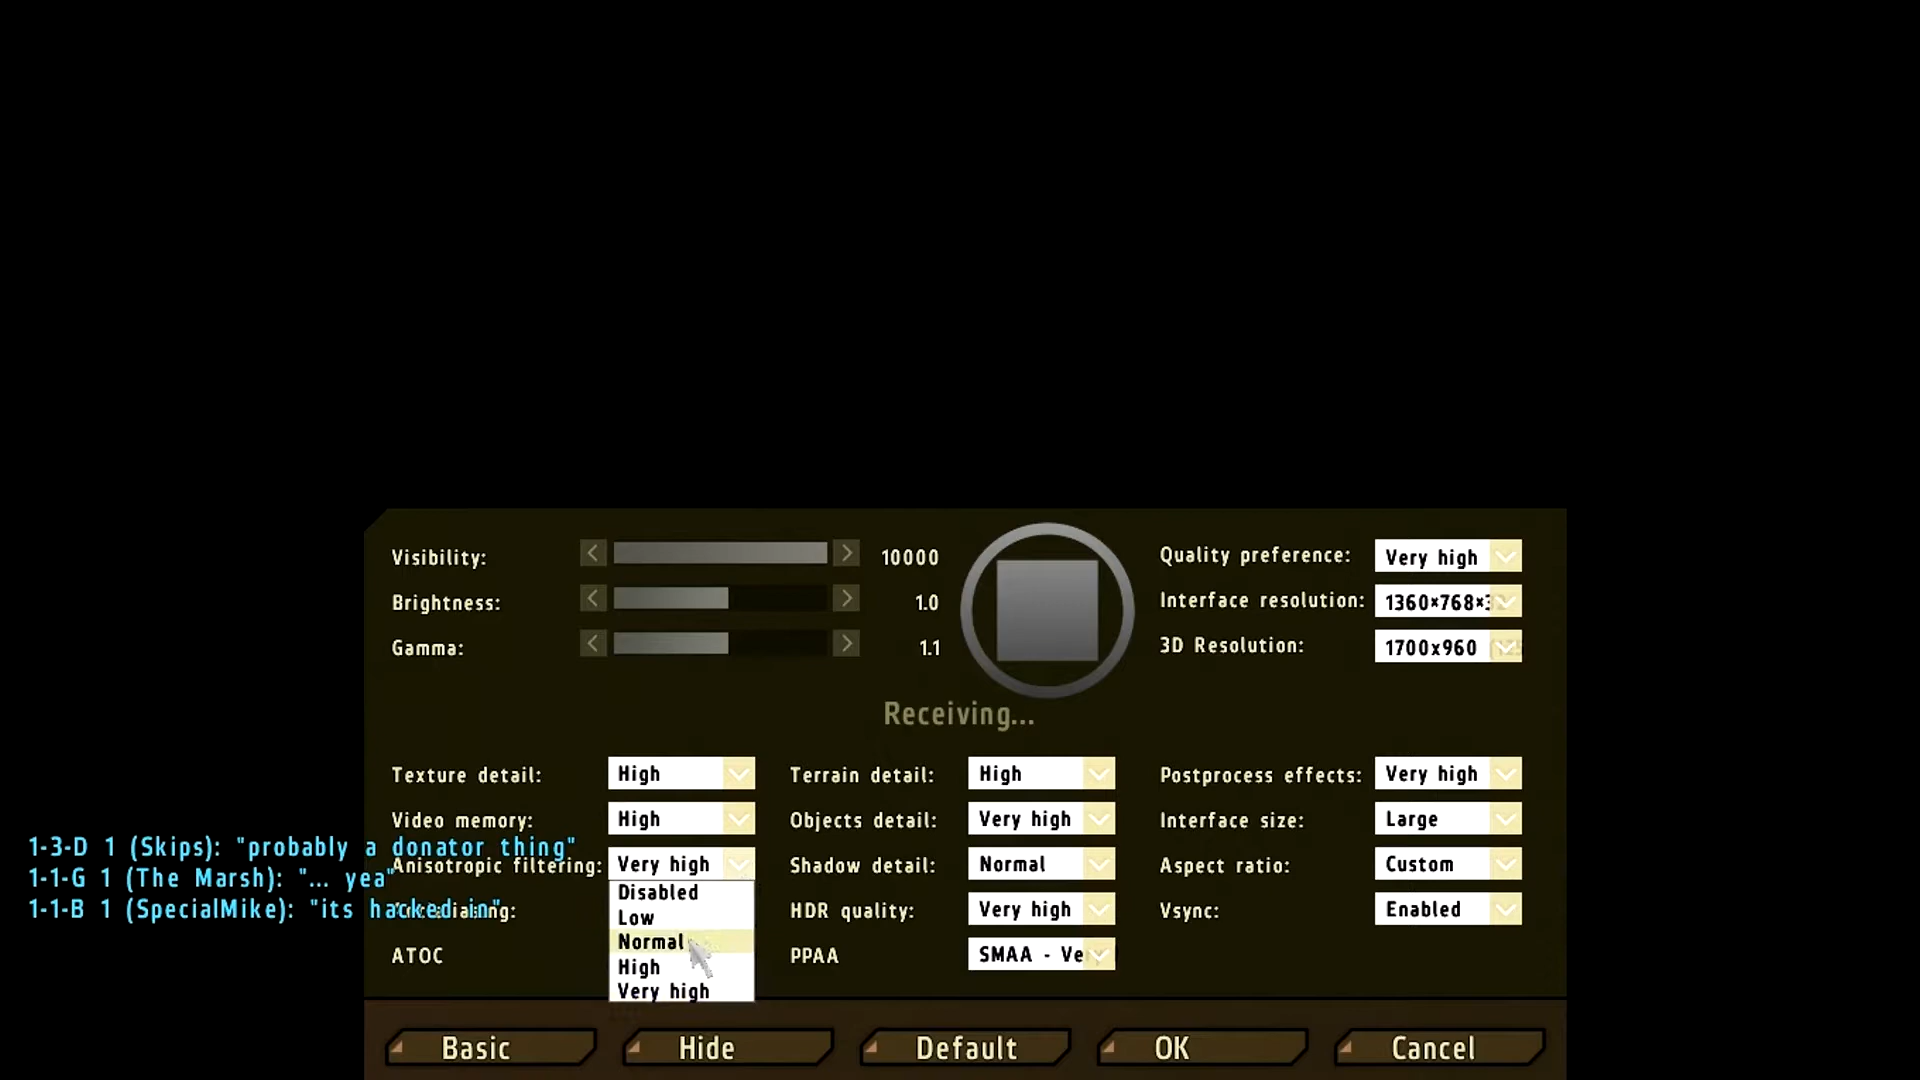 Visibility: 10000 Quality preference: Very high
Brightness: 1.0 Interface resolution: 1360×768×3
Gamma: 1.1 3D Resolution: 1700x960
Receiving...
Texture detail: High Terrain detail: High Postprocess effects: Very high
Video memory: High Objects detail: Very high Interface size: Large
1-3-D 1 (Skips): "probably a donator thing"
Anisotropic filtering: Very high Shadow detail: Normal Aspect ratio: Custom
1-1-G 1 (The Marsh): "... yea"
Disabled
1-1-B 1 (SpecialMike): "its hacked in"
HDR quality: Very high Vsync: Enabled
Low
Normal
ATOC PPAA SMAA - Ve
High
Very high
Basic Hide Default OK Cancel